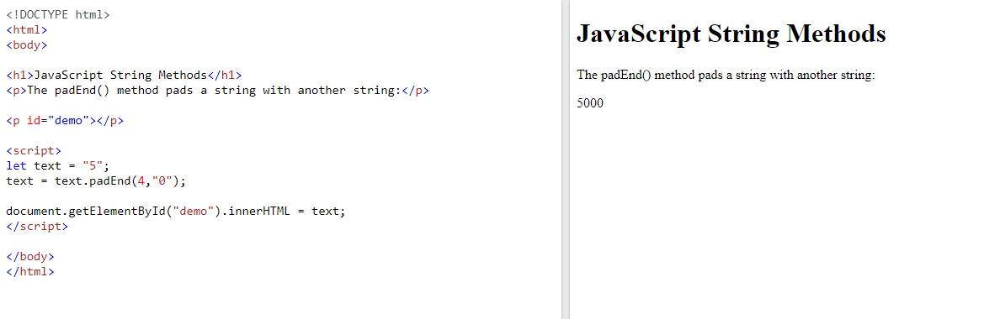 <!DOCTYPE html>
<html>
<body>
<h1>JavaScript String Methods</h1>
<p>The padEnd() method pads a string with another string:</p>
<p id="demo"></p>
<script>
let text = "5";
text = text.padEnd(4,"0");
document.getElementById("demo").innerHTML = text;
</script>
</body>
</html>
JavaScript String Methods
The padEnd() method pads a string with another string:
5000